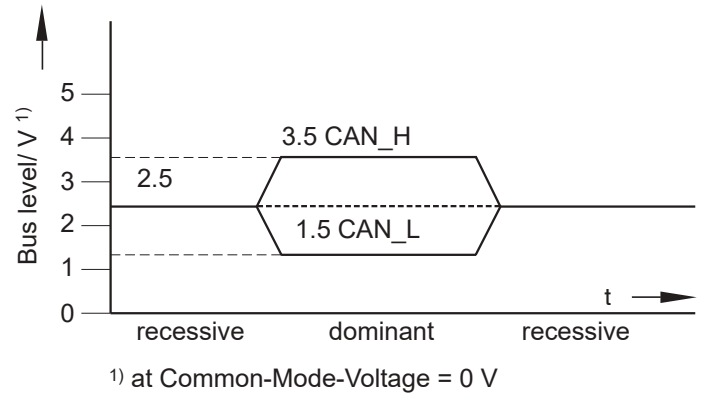 Bus level/ V 1)
5
4
3
2
1
0
3.5 CAN_H
2.5
1.5 CAN_L
t
recessive dominant recessive
1) at Common-Mode-Voltage = 0 V